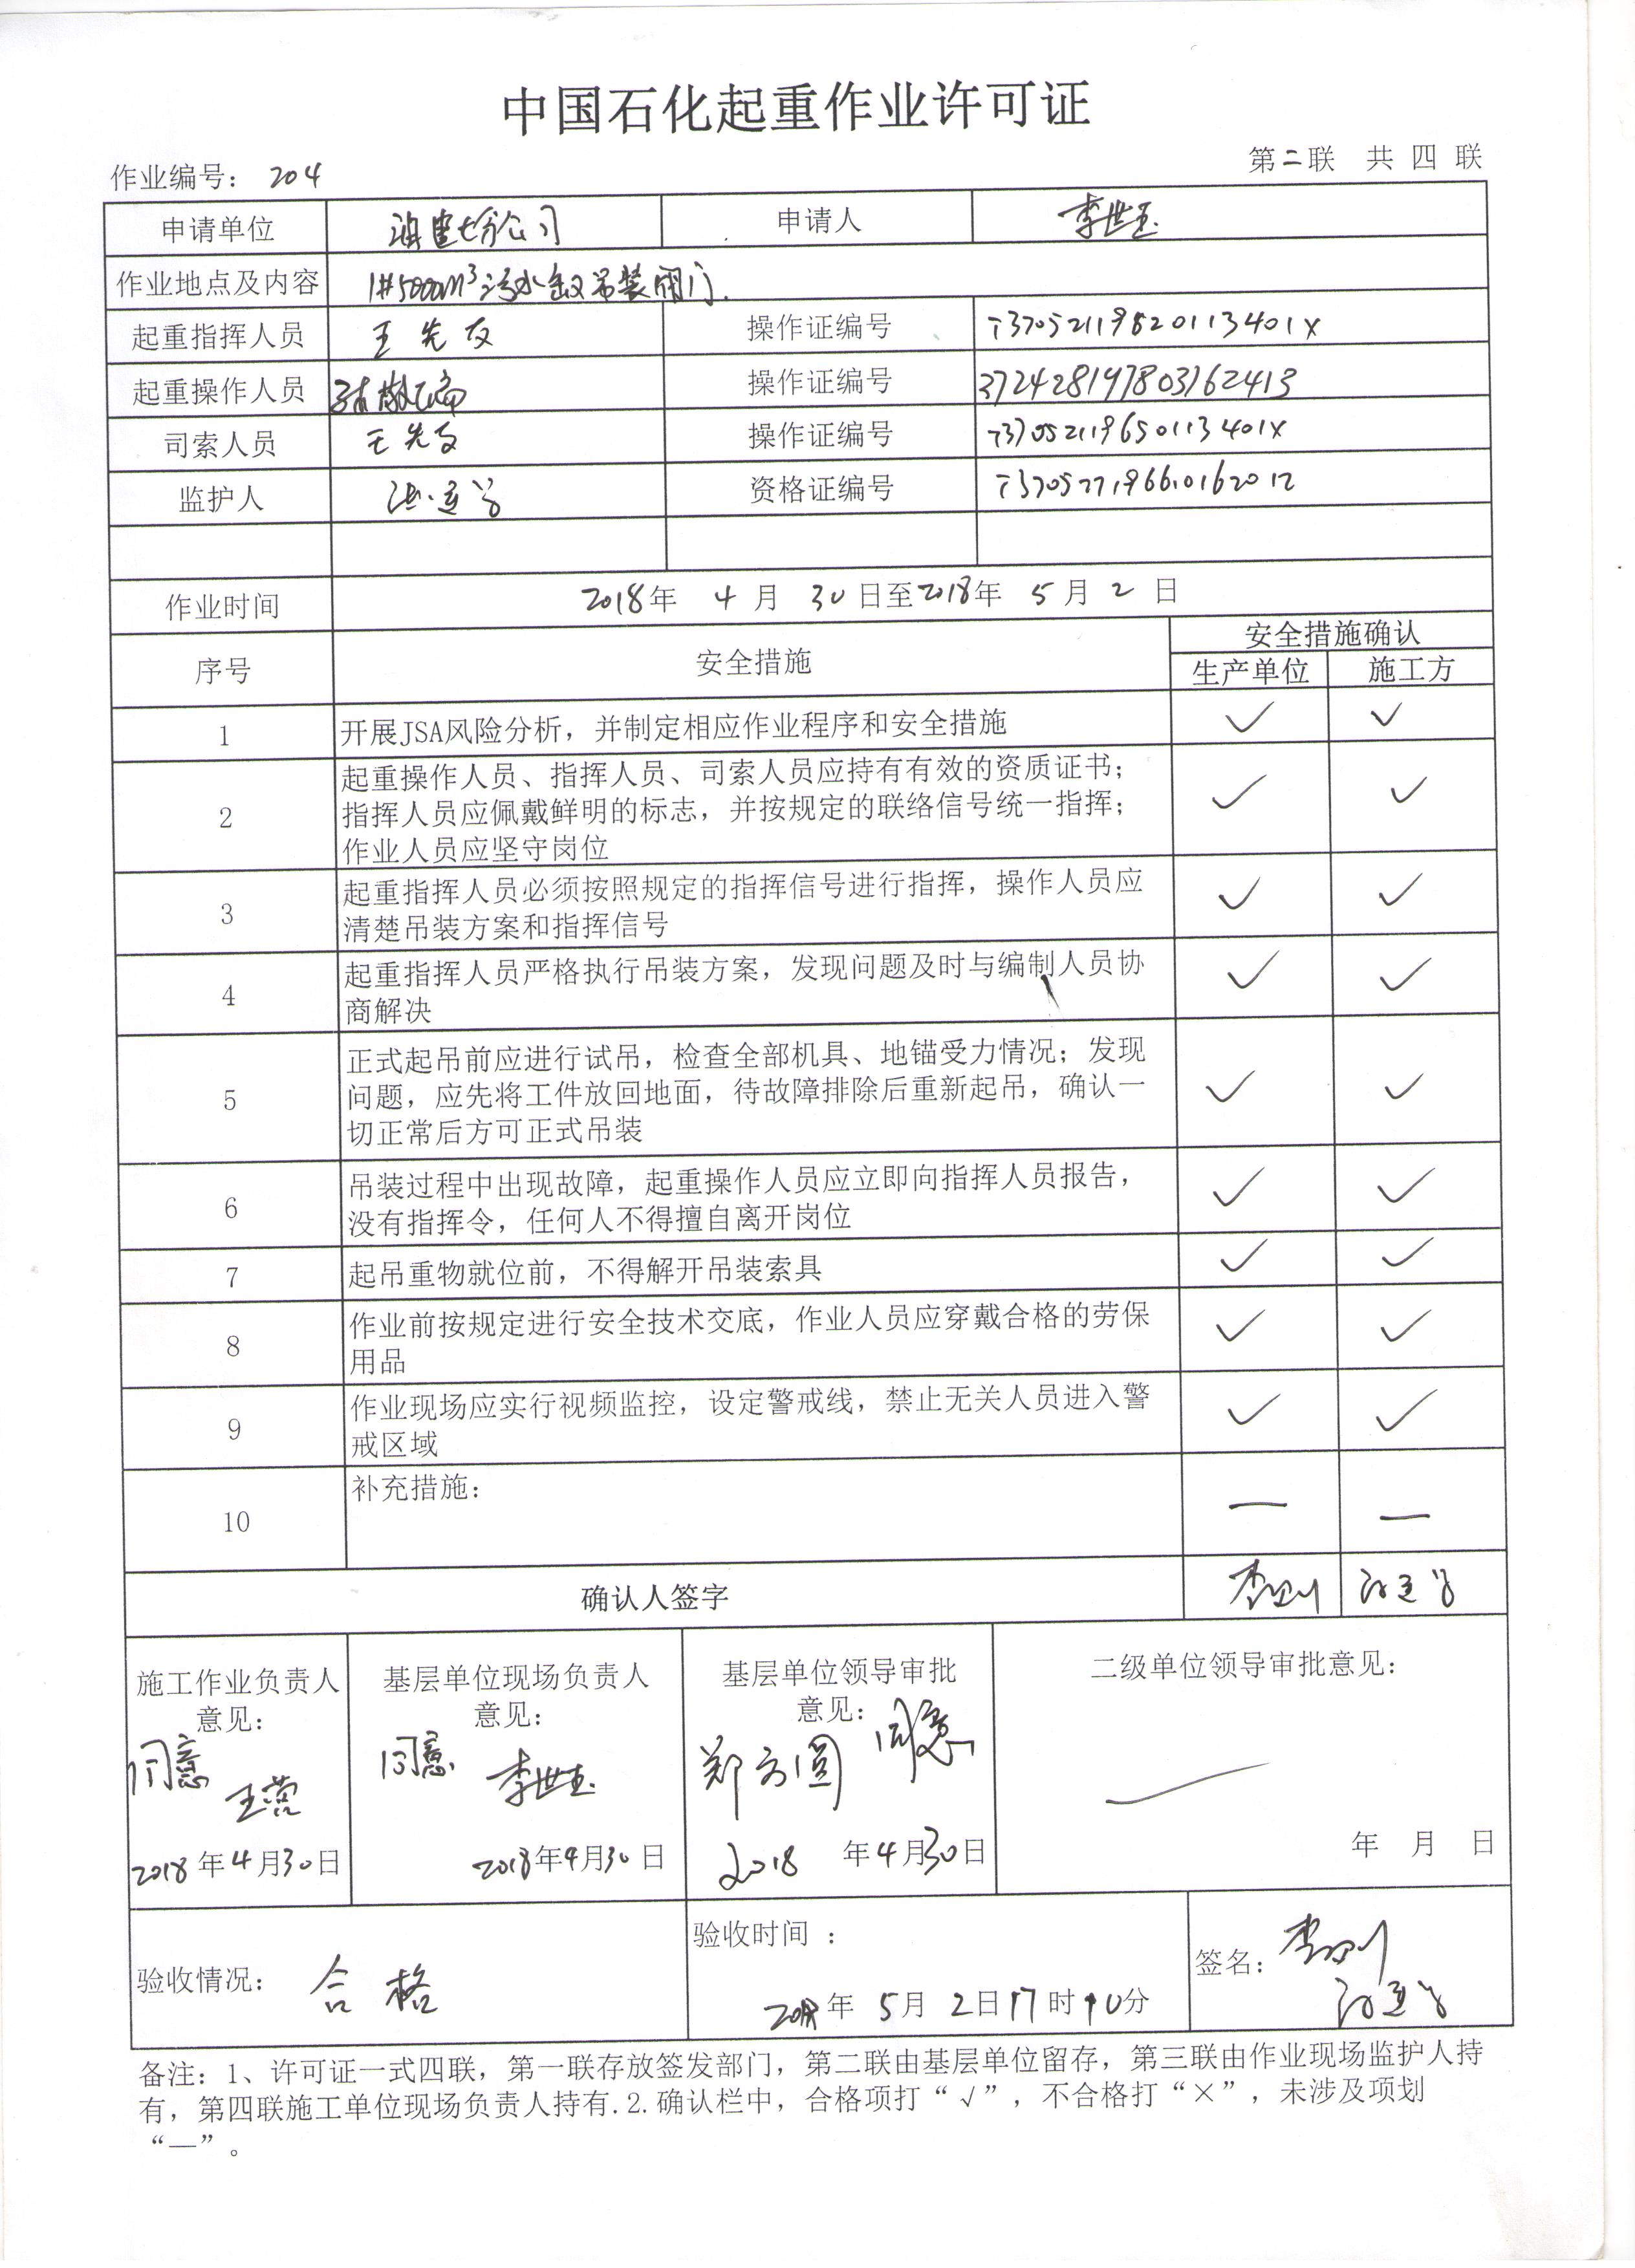 中国石化起重作业许可证
作业编号： 204
第二联 共 四 联
申请单位 油建七分公司 申请人 李世玉
作业地点及内容 1#5000m³污水缸吊装阀门.
起重指挥人员 王先友 操作证编号
起重操作人员 操作证编号 372428197803162413
司索人员 王先友 操作证编号 T37052119650113401X
监护人 资格证编号
作业时间 2018年 4 月 30 日至2018年 5 月 2 日
安全措施确认
序号 安全措施 生产单位 施工方
1 开展JSA风险分析，并制定相应作业程序和安全措施 ✓ ✓
起重操作人员、指挥人员、司索人员应持有有效的资质证书；
2 指挥人员应佩戴鲜明的标志，并按规定的联络信号统一指挥； ✓ ✓
作业人员应坚守岗位
3 起重指挥人员必须按照规定的指挥信号进行指挥，操作人员应 ✓ ✓
清楚吊装方案和指挥信号
4 起重指挥人员严格执行吊装方案，发现问题及时与编制人员协 ✓ ✓
商解决
正式起吊前应进行试吊，检查全部机具、地锚受力情况；发现
5 问题，应先将工件放回地面，待故障排除后重新起吊，确认一 ✓ ✓
切正常后方可正式吊装
6 吊装过程中出现故障，起重操作人员应立即向指挥人员报告， ✓ ✓
没有指挥令，任何人不得擅自离开岗位
7 起吊重物就位前，不得解开吊装索具 ✓ ✓
8 作业前按规定进行安全技术交底，作业人员应穿戴合格的劳保 ✓ ✓
用品
9 作业现场应实行视频监控，设定警戒线，禁止无关人员进入警 ✓ ✓
戒区域
10 补充措施： — —
确认人签字
施工作业负责人
意见：
同意
王营
2018年4月30日
基层单位现场负责人
意见：
同意
李世玉
2018年4月30日
基层单位领导审批
意见： 同意
郑方圆
2018 年4月30日
二级单位领导审批意见：
年 月 日
验收情况： 合格
验收时间 ：
2018年 5月 2日17时10分
签名：
备注：1、许可证一式四联，第一联存放签发部门，第二联由基层单位留存，第三联由作业现场监护人持
有，第四联施工单位现场负责人持有.2.确认栏中，合格项打“√”，不合格打“×”，未涉及项划
“—”。